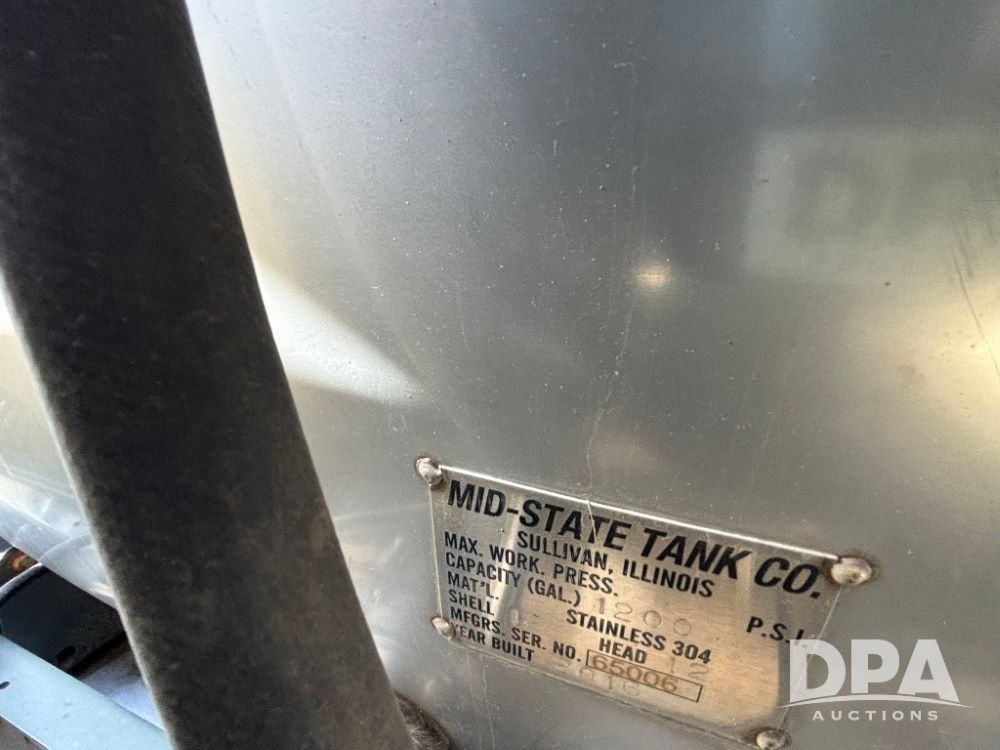 MID-STATE TANK CO.
SULLIVAN, ILLINOIS
MAX. WORK. PRESS. P.S.I.
CAPACITY (GAL.) 1200
MAT'L. STAINLESS 304
SHELL HEAD 12
MFGRS. SER. NO. 65006
YEAR BUILT 2016
DPA
AUCTIONS